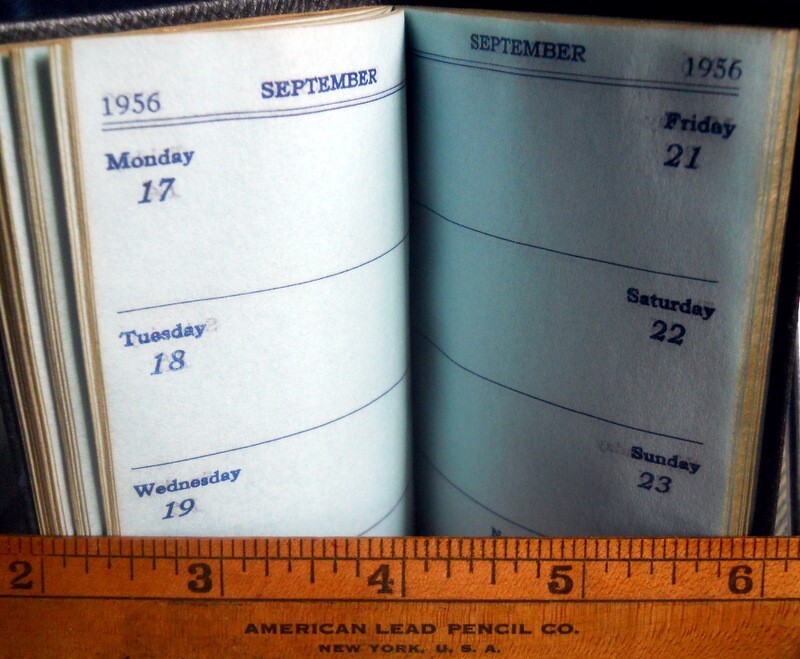 1956 SEPTEMBER
Monday
17
Tuesday
18
Wednesday
19
SEPTEMBER 1956
Friday
21
Saturday
22
Sunday
23
2 3 4 5 6
AMERICAN LEAD PENCIL CO.
NEW YORK, U. S. A.